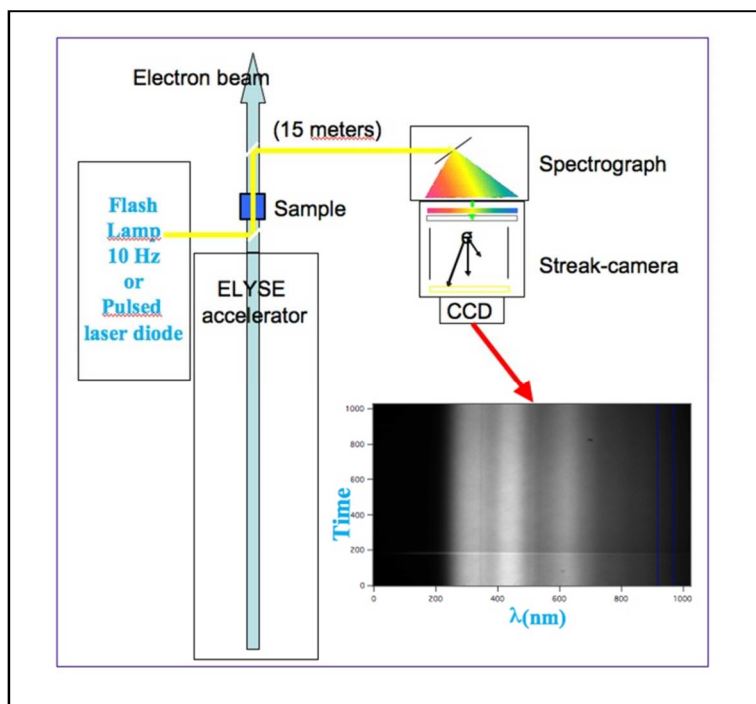 Electron beam
(15 meters)
Spectrograph
Flash
Lamp
10 Hz
or
Pulsed
laser diode
Sample
e
Streak-camera
ELYSE
accelerator
CCD
Time
1000
800
600
400
200
0
0
200
400
600
800
1000
λ(nm)